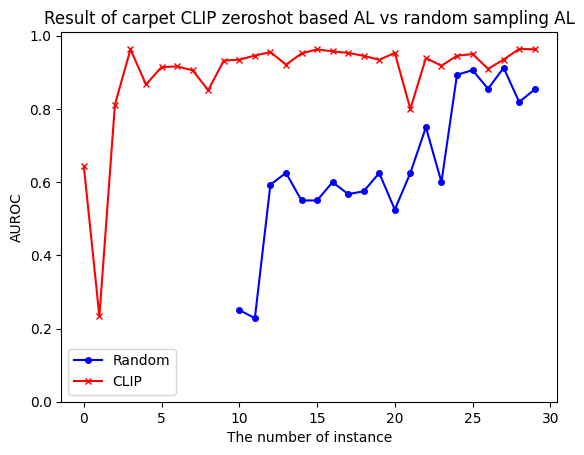 Result of carpet CLIP zeroshot based AL vs random sampling AL
1.0
0.8
0.6
0.4
0.2
0.0
AUROC
Random
CLIP
0 5 10 15 20 25 30
The number of instance